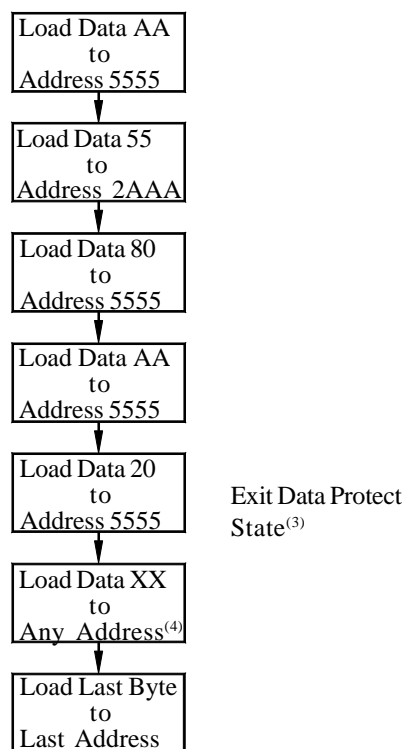 Load Data AA
to
Address 5555
Load Data 55
to
Address 2AAA
Load Data 80
to
Address 5555
Load Data AA
to
Address 5555
Load Data 20
to
Address 5555
Exit Data Protect
State(3)
Load Data XX
to
Any Address(4)
Load Last Byte
to
Last Address